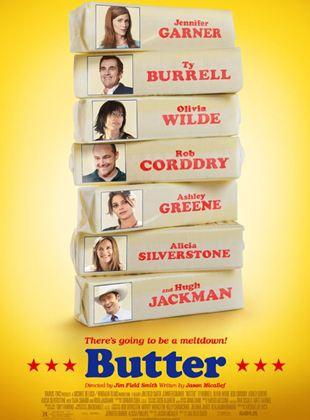 Jennifer
GARNER
Ty
BURRELL
Olivia
WILDE
Rob
CORDDRY
Ashley
GREENE
Alicia
SILVERSTONE
and Hugh
JACKMAN
There's going to be a meltdown!
Butter
Directed by Jim Field Smith Written by Jason Micallef